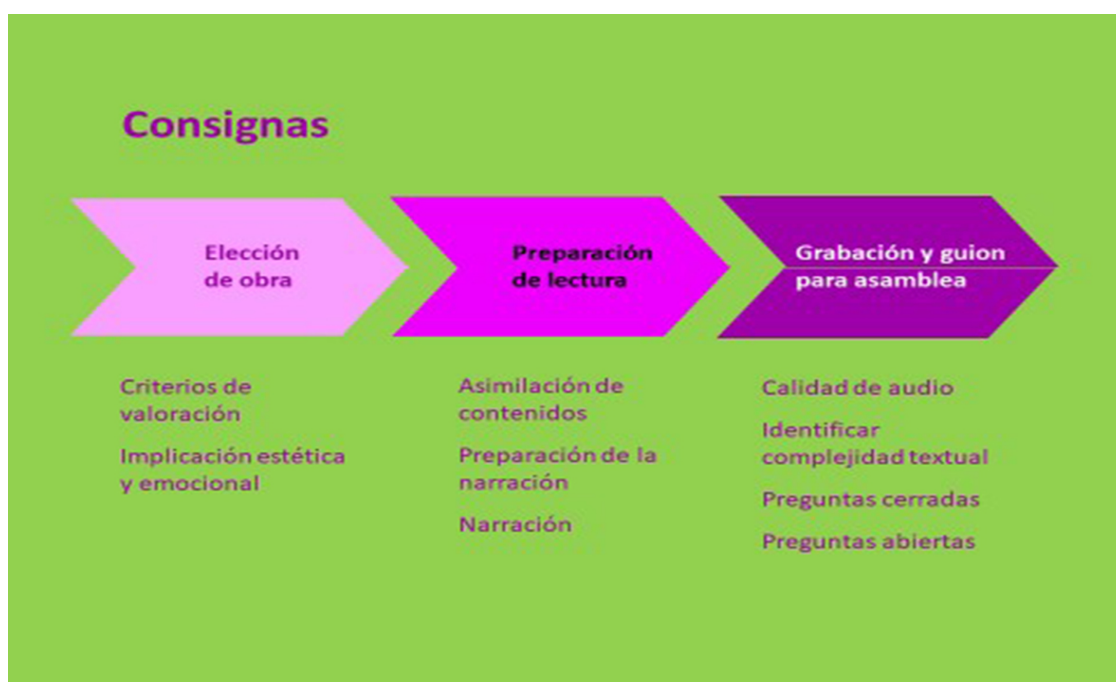 Consignas
Elección
de obra
Preparación
de lectura
Grabación y guion
para asamblea
Criterios de
valoración
Implicación estética
y emocional
Asimilación de
contenidos
Preparación de la
narración
Narración
Calidad de audio
Identificar
complejidad textual
Preguntas cerradas
Preguntas abiertas